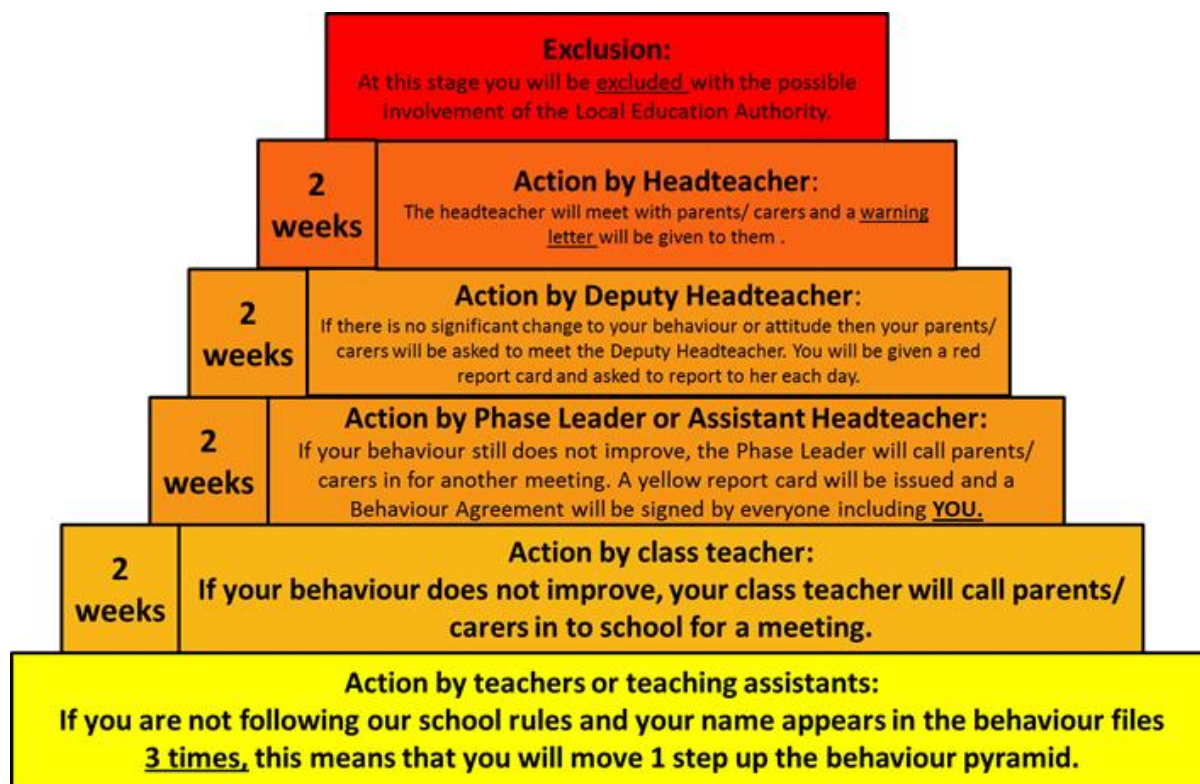 Exclusion:
At this stage you will be excluded with the possible
involvement of the Local Education Authority.
2
weeks
Action by Headteacher:
The headteacher will meet with parents/ carers and a warning
letter will be given to them .
2
weeks
Action by Deputy Headteacher:
If there is no significant change to your behaviour or attitude then your parents/
carers will be asked to meet the Deputy Headteacher. You will be given a red
report card and asked to report to her each day.
2
weeks
Action by Phase Leader or Assistant Headteacher:
If your behaviour still does not improve, the Phase Leader will call parents/
carers in for another meeting. A yellow report card will be issued and a
Behaviour Agreement will be signed by everyone including YOU.
2
weeks
Action by class teacher:
If your behaviour does not improve, your class teacher will call parents/
carers in to school for a meeting.
Action by teachers or teaching assistants:
If you are not following our school rules and your name appears in the behaviour files
3 times, this means that you will move 1 step up the behaviour pyramid.